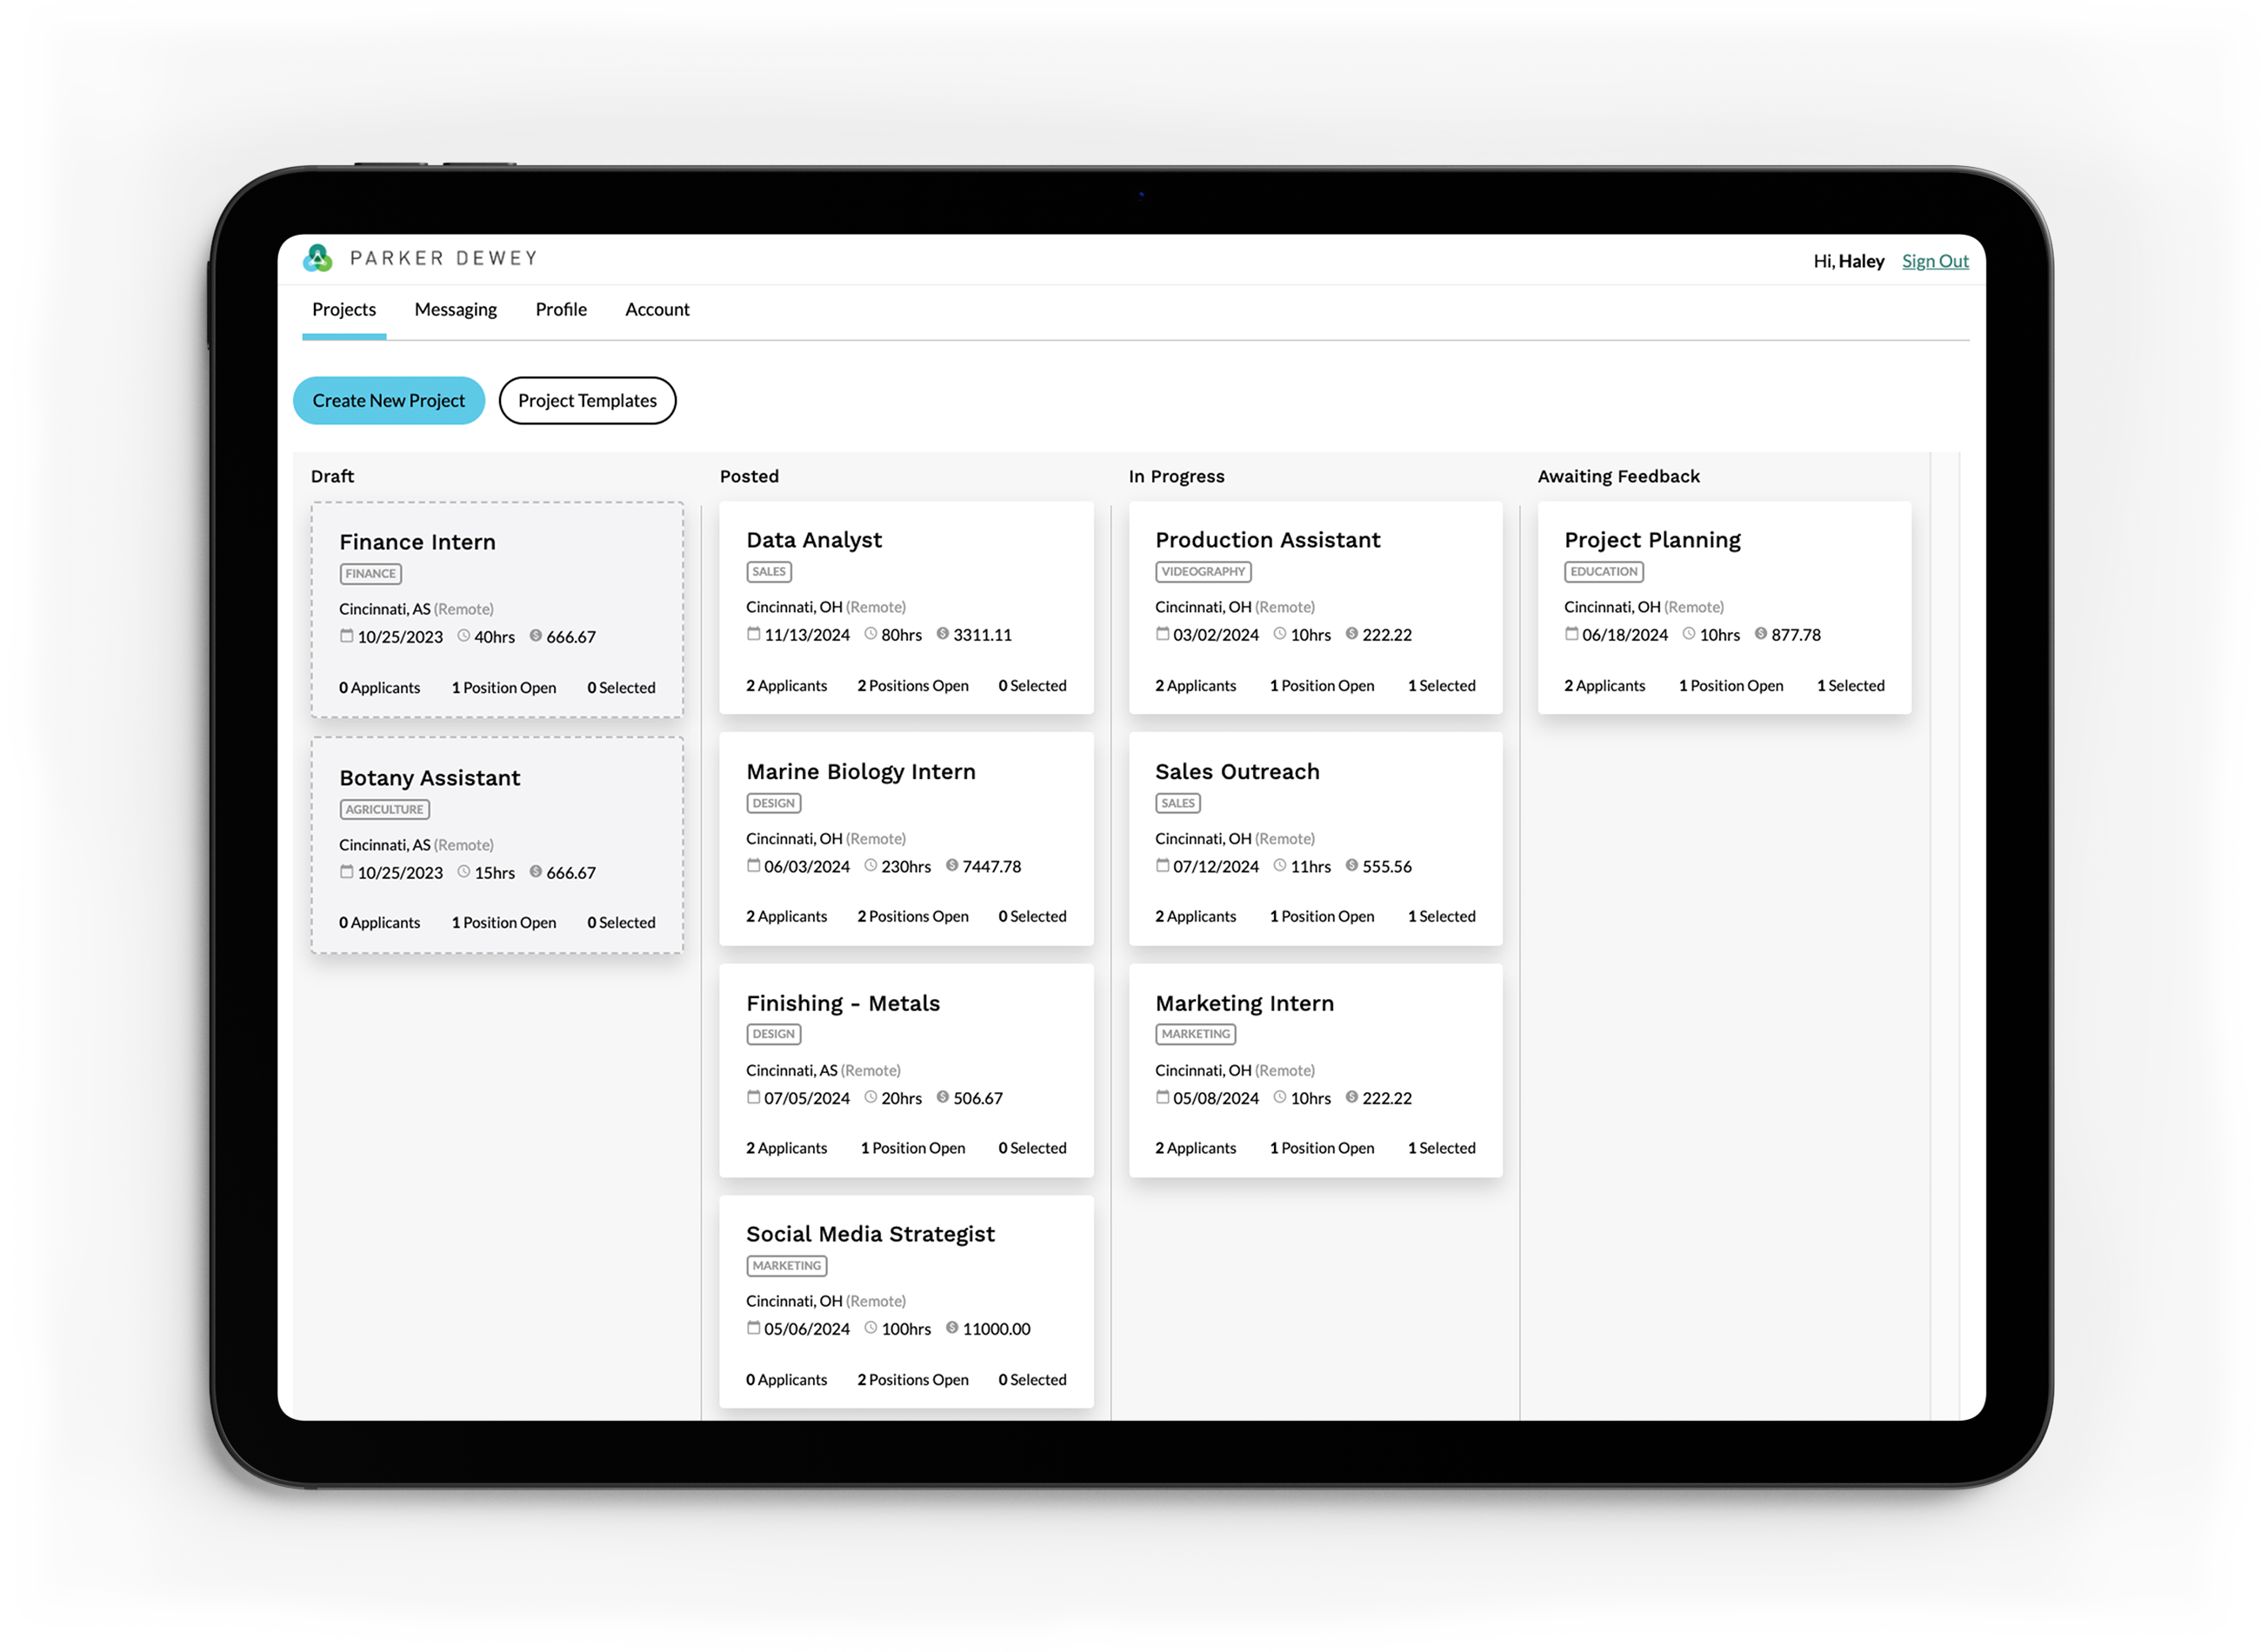 PARKER DEWEY
Hi, Haley Sign Out
Projects Messaging Profile Account
Create New Project Project Templates
Draft
Finance Intern
FINANCE
Cincinnati, AS (Remote)
10/25/2023 40hrs 666.67
0 Applicants 1 Position Open 0 Selected
Botany Assistant
AGRICULTURE
Cincinnati, AS (Remote)
10/25/2023 15hrs 666.67
0 Applicants 1 Position Open 0 Selected
Posted
Data Analyst
SALES
Cincinnati, OH (Remote)
11/13/2024 80hrs 3311.11
2 Applicants 2 Positions Open 0 Selected
Marine Biology Intern
DESIGN
Cincinnati, OH (Remote)
06/03/2024 230hrs 7447.78
2 Applicants 2 Positions Open 0 Selected
Finishing - Metals
DESIGN
Cincinnati, AS (Remote)
07/05/2024 20hrs 506.67
2 Applicants 1 Position Open 0 Selected
Social Media Strategist
MARKETING
Cincinnati, OH (Remote)
05/06/2024 100hrs 11000.00
0 Applicants 2 Positions Open 0 Selected
In Progress
Production Assistant
VIDEOGRAPHY
Cincinnati, OH (Remote)
03/02/2024 10hrs 222.22
2 Applicants 1 Position Open 1 Selected
Sales Outreach
SALES
Cincinnati, OH (Remote)
07/12/2024 11hrs 555.56
2 Applicants 1 Position Open 1 Selected
Marketing Intern
MARKETING
Cincinnati, OH (Remote)
05/08/2024 10hrs 222.22
2 Applicants 1 Position Open 1 Selected
Awaiting Feedback
Project Planning
EDUCATION
Cincinnati, OH (Remote)
06/18/2024 10hrs 877.78
2 Applicants 1 Position Open 1 Selected